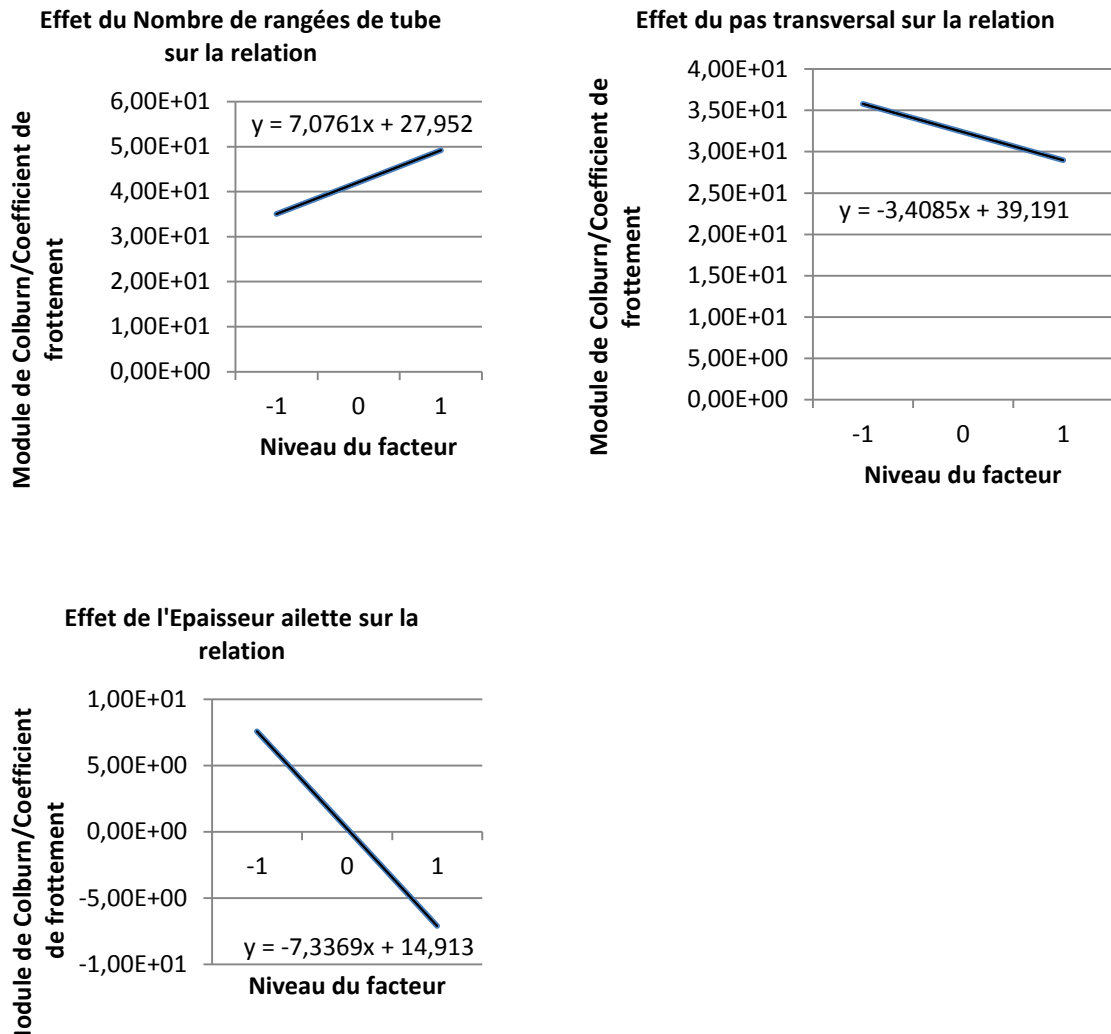 Effet du Nombre de rangées de tube
sur la relation
Module de Colburn/Coefficient de
frottement
6,00E+01
5,00E+01
4,00E+01
3,00E+01
2,00E+01
1,00E+01
0,00E+00
y = 7,0761x + 27,952
-1 0 1
Niveau du facteur
Effet du pas transversal sur la relation
Module de Colburn/Coefficient de
frottement
4,00E+01
3,50E+01
3,00E+01
2,50E+01
2,00E+01
1,50E+01
1,00E+01
5,00E+00
0,00E+00
y = -3,4085x + 39,191
-1 0 1
Niveau du facteur
Effet de l'Epaisseur ailette sur la
relation
Module de Colburn/Coefficient
de frottement
1,00E+01
5,00E+00
0,00E+00
-5,00E+00
-1,00E+01
-1 0 1
y = -7,3369x + 14,913
Niveau du facteur